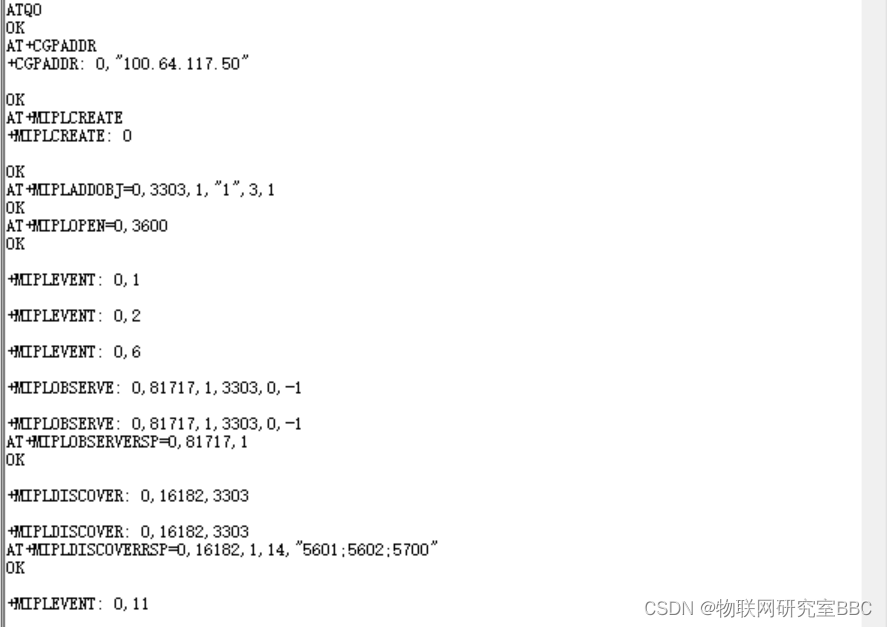 ATQ0
OK
AT+CGPADDR
+CGPADDR: 0,"100.64.117.50"
OK
AT+MIPLCREATE
+MIPLCREATE: 0
OK
AT+MIPLADDOBJ=0,3303,1,"1",3,1
OK
AT+MIPLOPEN=0,3600
OK
+MIPLEVENT: 0,1
+MIPLEVENT: 0,2
+MIPLEVENT: 0,6
+MIPLOBSERVE: 0,81717,1,3303,0,-1
+MIPLOBSERVE: 0,81717,1,3303,0,-1
AT+MIPLOBSERVERSP=0,81717,1
OK
+MIPLDISCOVER: 0,16182,3303
+MIPLDISCOVER: 0,16182,3303
AT+MIPLDISCOVERRSP=0,16182,1,14,"5601;5602;5700"
OK
+MIPLEVENT: 0,11
CSDN @物联网研究室BBC